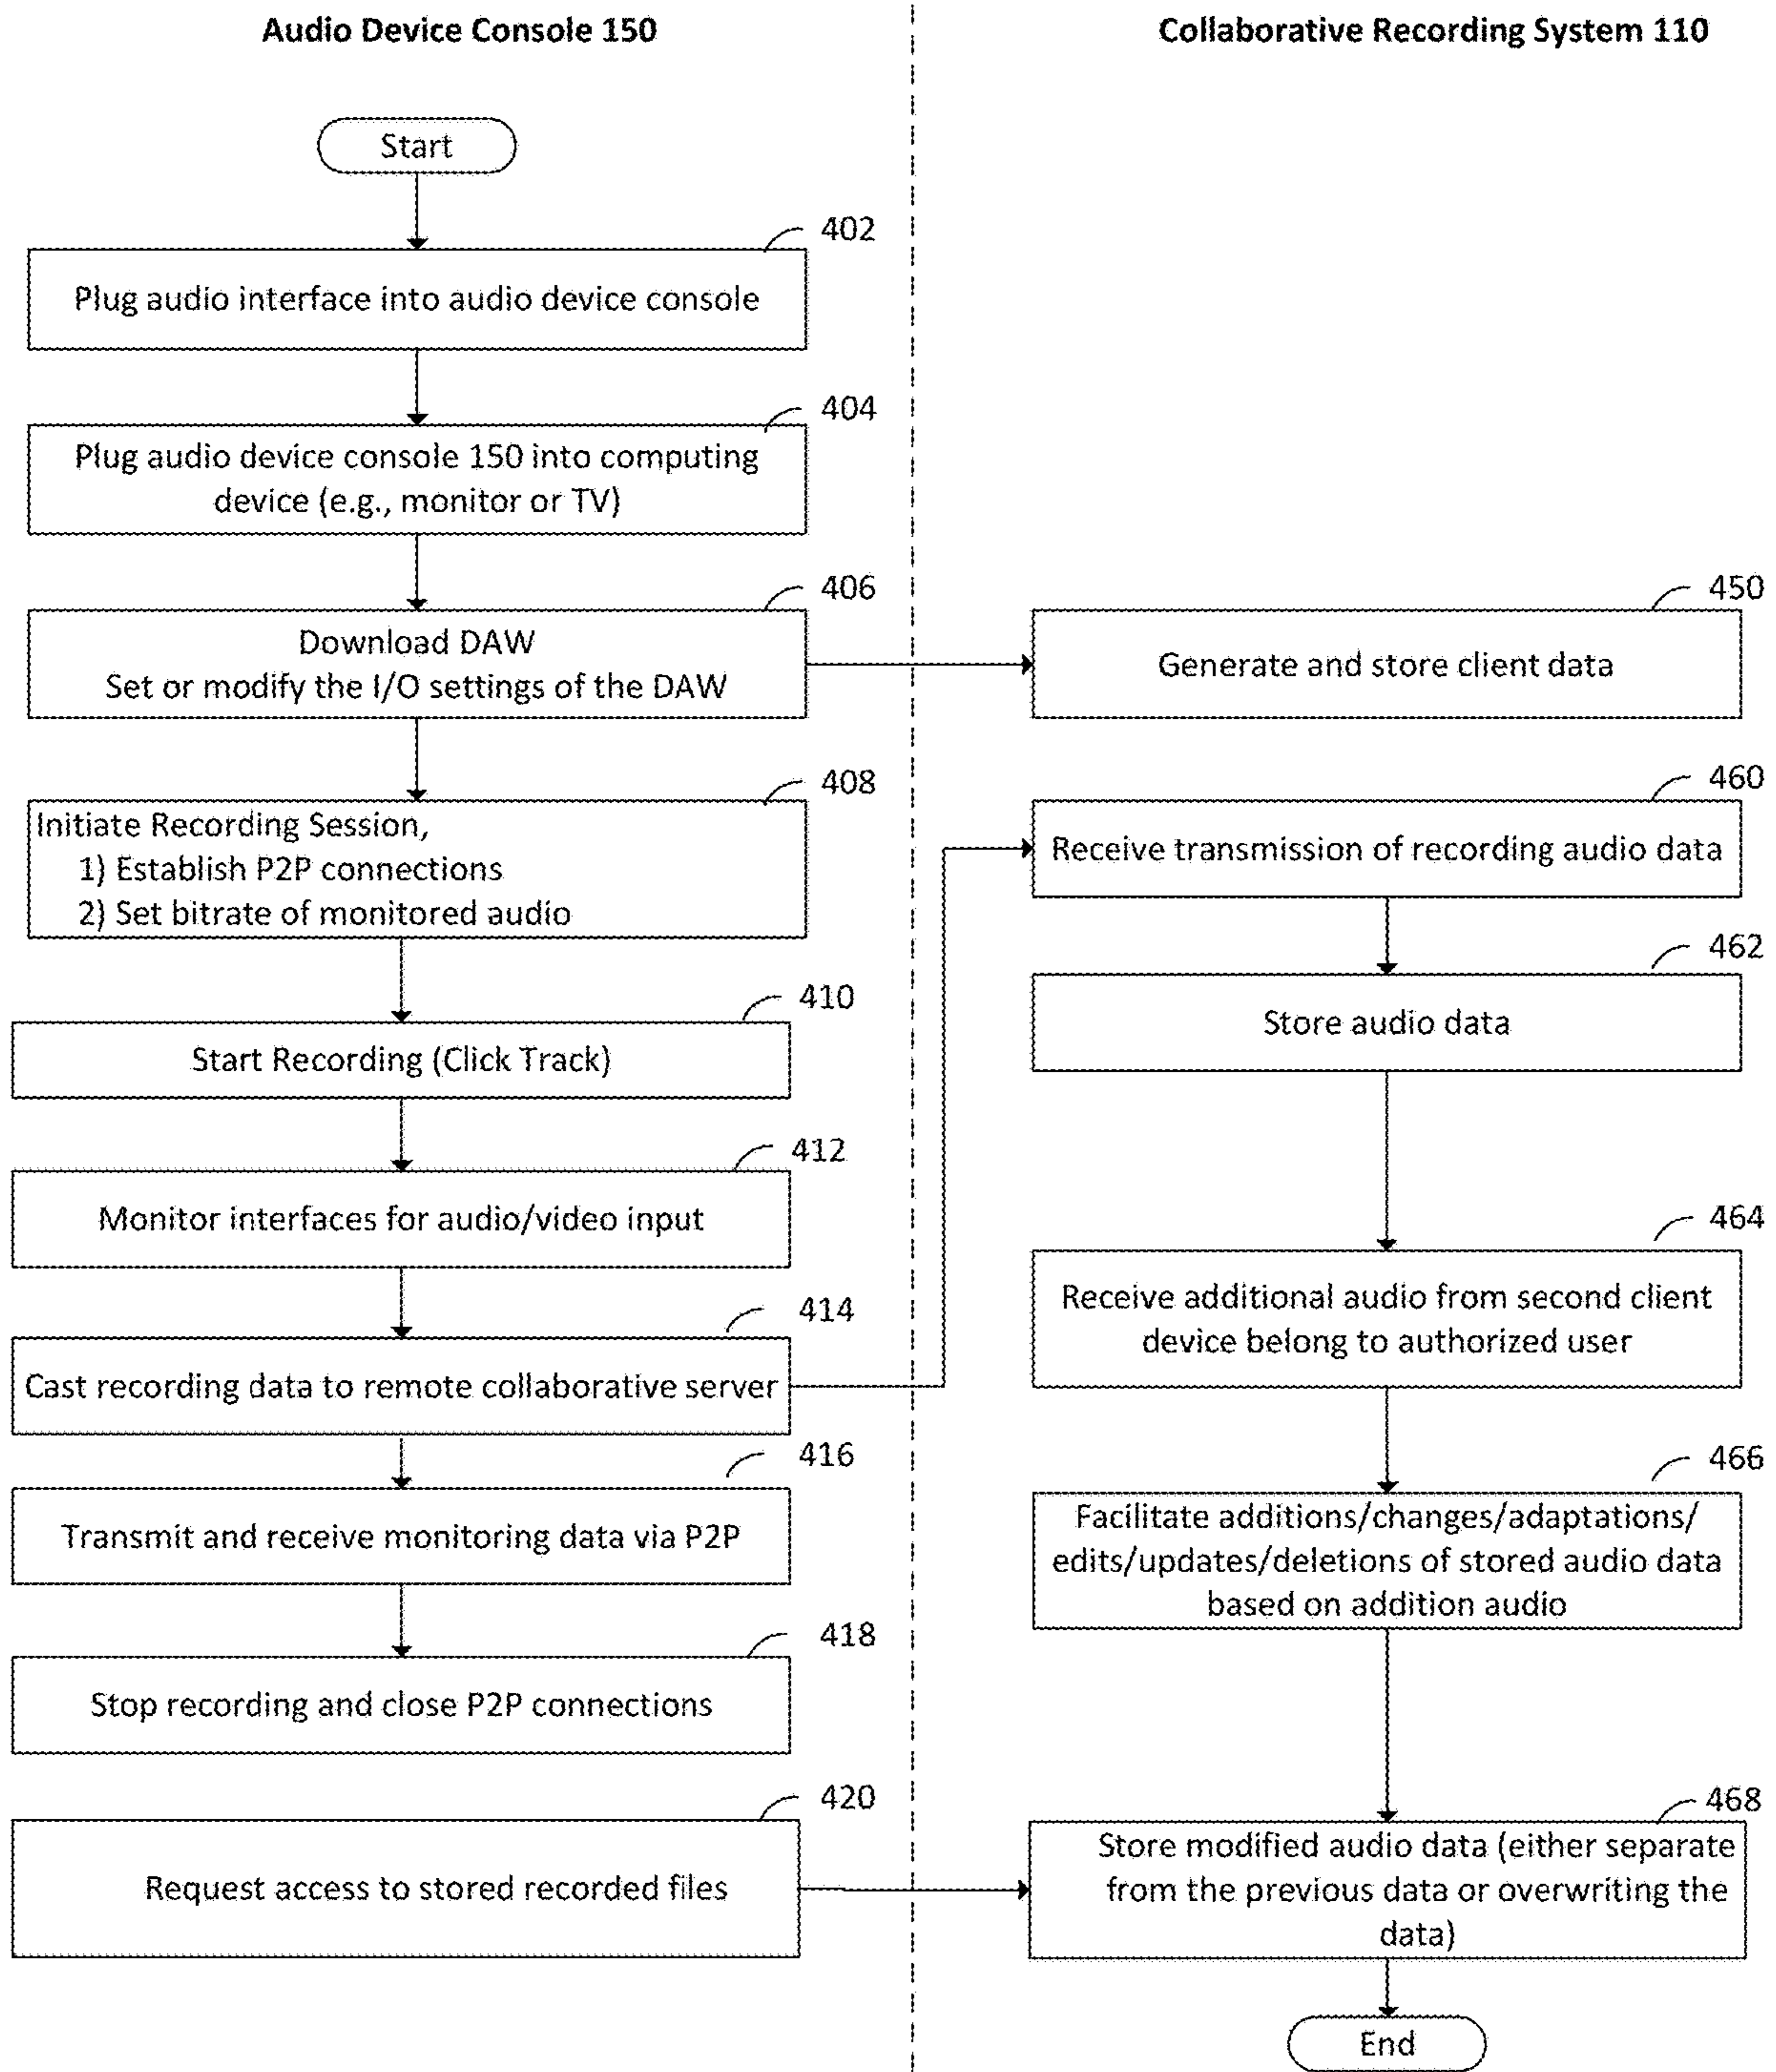 Audio Device Console 150
Collaborative Recording System 110
Start
402
Plug audio interface into audio device console
404
Plug audio device console 150 into computing
device (e.g., monitor or TV)
406
Download DAW
Set or modify the I/O settings of the DAW
408
Initiate Recording Session,
1) Establish P2P connections
2) Set bitrate of monitored audio
410
Start Recording (Click Track)
412
Monitor interfaces for audio/video input
414
Cast recording data to remote collaborative server
416
Transmit and receive monitoring data via P2P
418
Stop recording and close P2P connections
420
Request access to stored recorded files
450
Generate and store client data
460
Receive transmission of recording audio data
462
Store audio data
464
Receive additional audio from second client
device belong to authorized user
466
Facilitate additions/changes/adaptations/
edits/updates/deletions of stored audio data
based on addition audio
468
Store modified audio data (either separate
from the previous data or overwriting the
data)
End